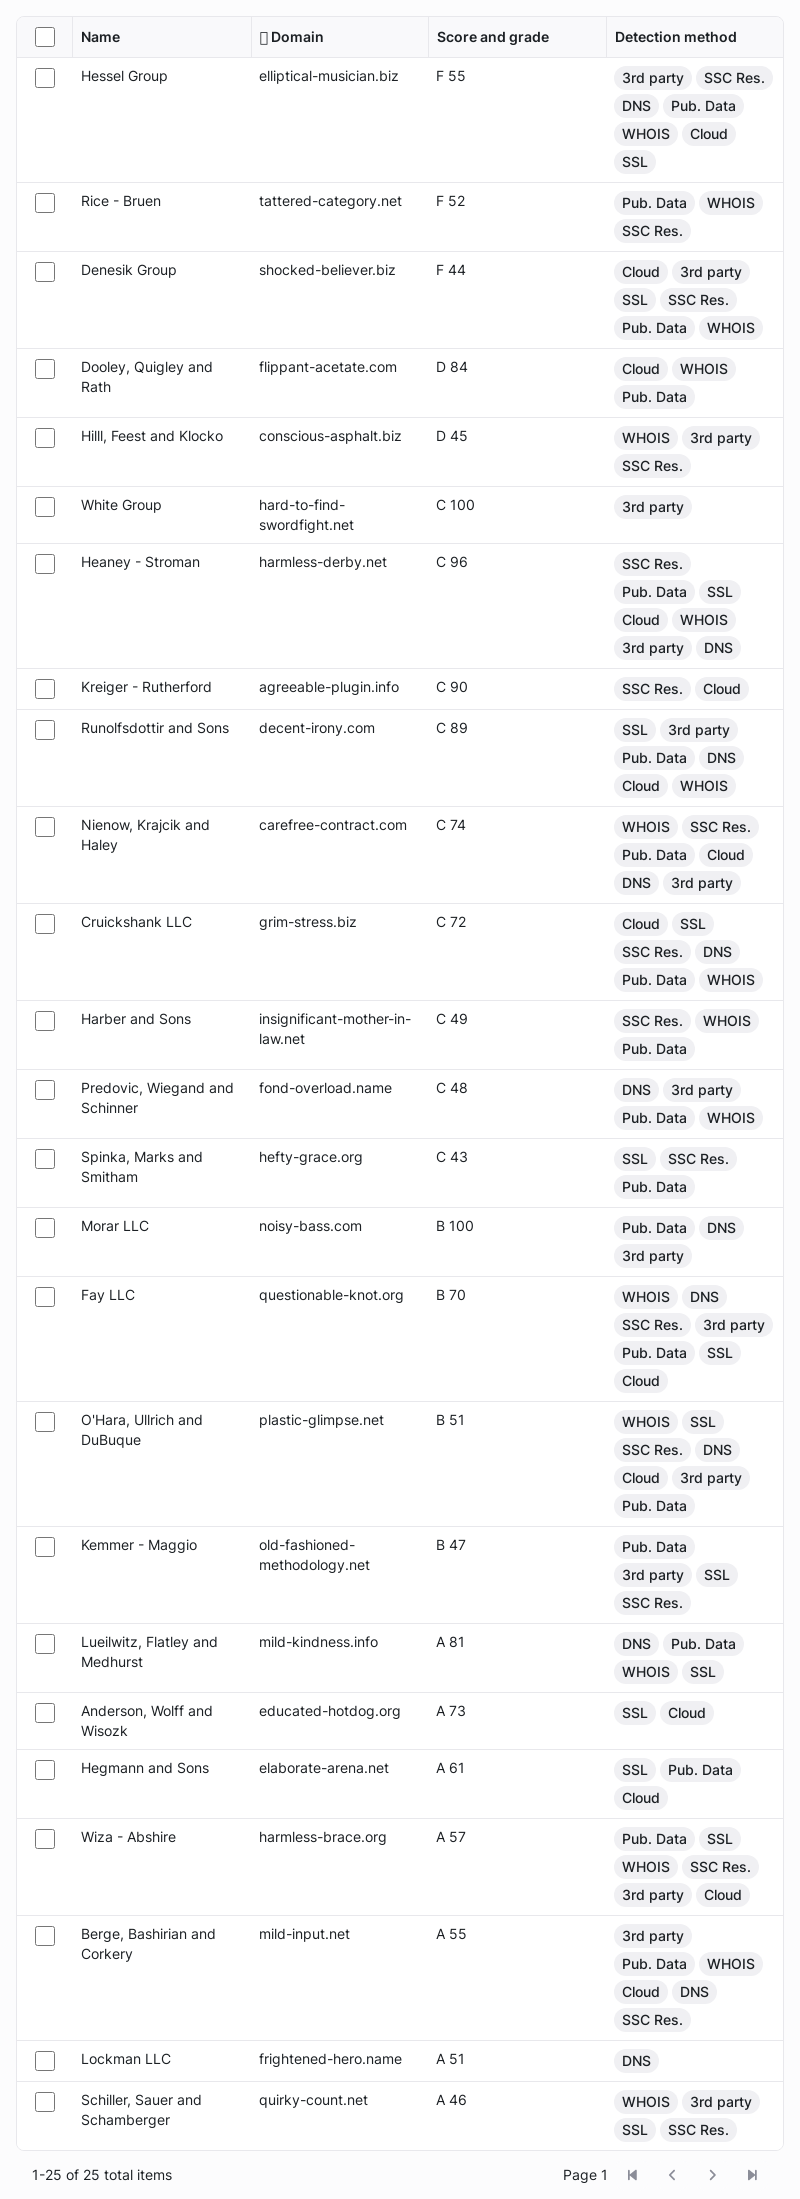 Name Domain Score and grade Detection method
Hessel Group elliptical-musician.biz F 55 3rd party SSC Res.
DNS Pub. Data
WHOIS Cloud
SSL
Rice - Bruen tattered-category.net F 52 Pub. Data WHOIS
SSC Res.
Denesik Group shocked-believer.biz F 44 Cloud 3rd party
SSL SSC Res.
Pub. Data WHOIS
Dooley, Quigley and flippant-acetate.com D 84 Cloud WHOIS
Rath Pub. Data
Hilll, Feest and Klocko conscious-asphalt.biz D 45 WHOIS 3rd party
SSC Res.
White Group hard-to-find- C 100 3rd party
swordfight.net
Heaney - Stroman harmless-derby.net C 96 SSC Res.
Pub. Data SSL
Cloud WHOIS
3rd party DNS
Kreiger - Rutherford agreeable-plugin.info C 90 SSC Res. Cloud
Runolfsdottir and Sons decent-irony.com C 89 SSL 3rd party
Pub. Data DNS
Cloud WHOIS
Nienow, Krajcik and carefree-contract.com C 74 WHOIS SSC Res.
Haley Pub. Data Cloud
DNS 3rd party
Cruickshank LLC grim-stress.biz C 72 Cloud SSL
SSC Res. DNS
Pub. Data WHOIS
Harber and Sons insignificant-mother-in- C 49 SSC Res. WHOIS
law.net Pub. Data
Predovic, Wiegand and fond-overload.name C 48 DNS 3rd party
Schinner Pub. Data WHOIS
Spinka, Marks and hefty-grace.org C 43 SSL SSC Res.
Smitham Pub. Data
Morar LLC noisy-bass.com B 100 Pub. Data DNS
3rd party
Fay LLC questionable-knot.org B 70 WHOIS DNS
SSC Res. 3rd party
Pub. Data SSL
Cloud
O'Hara, Ullrich and plastic-glimpse.net B 51 WHOIS SSL
DuBuque SSC Res. DNS
Cloud 3rd party
Pub. Data
Kemmer - Maggio old-fashioned- B 47 Pub. Data
methodology.net 3rd party SSL
SSC Res.
Lueilwitz, Flatley and mild-kindness.info A 81 DNS Pub. Data
Medhurst WHOIS SSL
Anderson, Wolff and educated-hotdog.org A 73 SSL Cloud
Wisozk
Hegmann and Sons elaborate-arena.net A 61 SSL Pub. Data
Cloud
Wiza - Abshire harmless-brace.org A 57 Pub. Data SSL
WHOIS SSC Res.
3rd party Cloud
Berge, Bashirian and mild-input.net A 55 3rd party
Corkery Pub. Data WHOIS
Cloud DNS
SSC Res.
Lockman LLC frightened-hero.name A 51 DNS
Schiller, Sauer and quirky-count.net A 46 WHOIS 3rd party
Schamberger SSL SSC Res.
1-25 of 25 total items Page 1